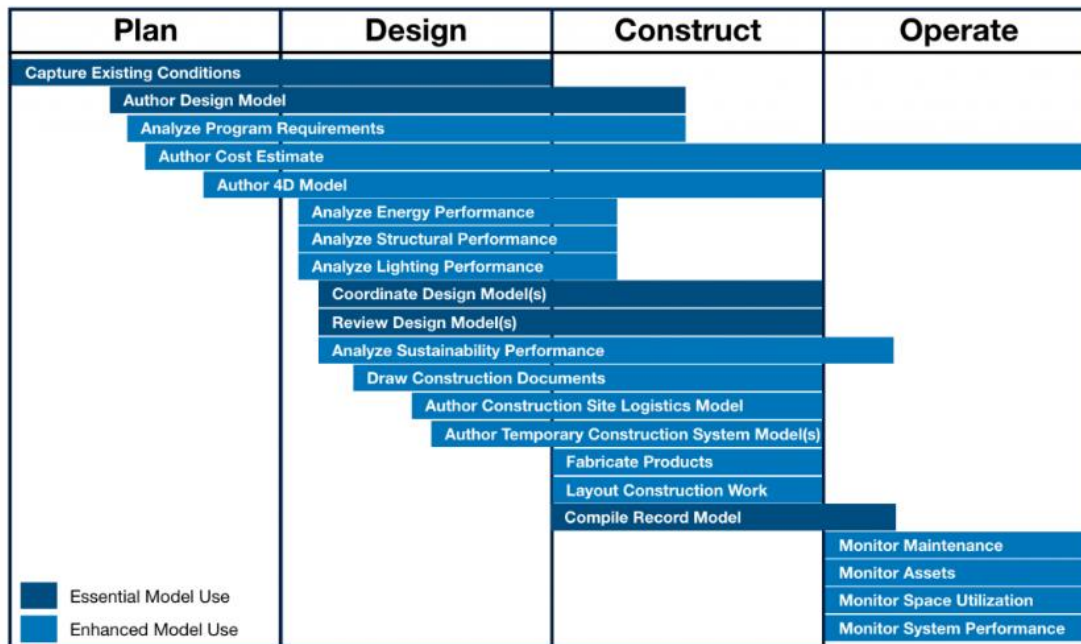 Plan
Design
Construct
Operate
Capture Existing Conditions
Author Design Model
Analyze Program Requirements
Author Cost Estimate
Author 4D Model
Analyze Energy Performance
Analyze Structural Performance
Analyze Lighting Performance
Coordinate Design Model(s)
Review Design Model(s)
Analyze Sustainability Performance
Draw Construction Documents
Author Construction Site Logistics Model
Author Temporary Construction System Model(s)
Fabricate Products
Layout Construction Work
Compile Record Model
Monitor Maintenance
Monitor Assets
Monitor Space Utilization
Monitor System Performance
Essential Model Use
Enhanced Model Use